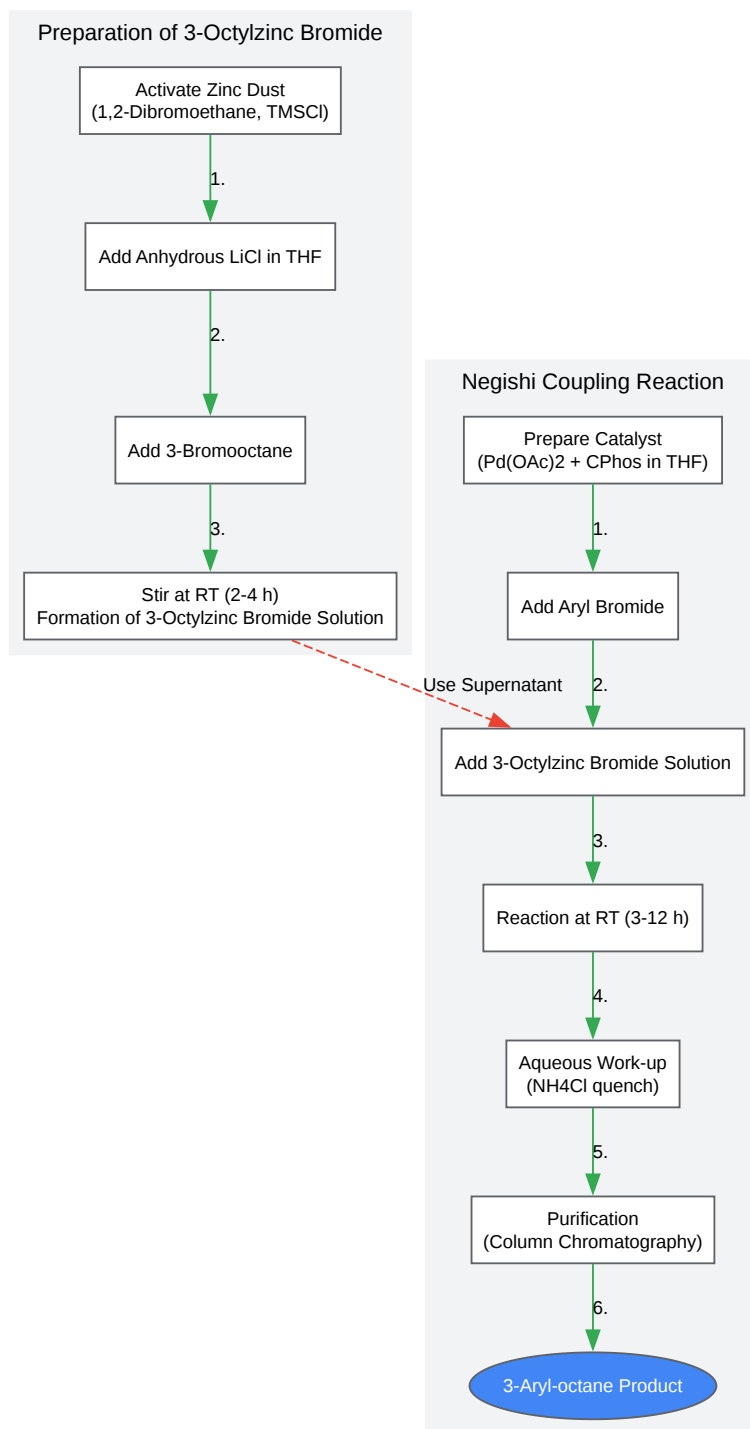 Preparation of 3-Octylzinc Bromide
Activate Zinc Dust
(1,2-Dibromoethane, TMSCl)
1.
Add Anhydrous LiCl in THF
2.
Add 3-Bromooctane
3.
Stir at RT (2-4 h)
Formation of 3-Octylzinc Bromide Solution
Use Supernatant
Negishi Coupling Reaction
Prepare Catalyst
(Pd(OAc)2 + CPhos in THF)
1.
Add Aryl Bromide
2.
Add 3-Octylzinc Bromide Solution
3.
Reaction at RT (3-12 h)
4.
Aqueous Work-up
(NH4Cl quench)
5.
Purification
(Column Chromatography)
6.
3-Aryl-octane Product